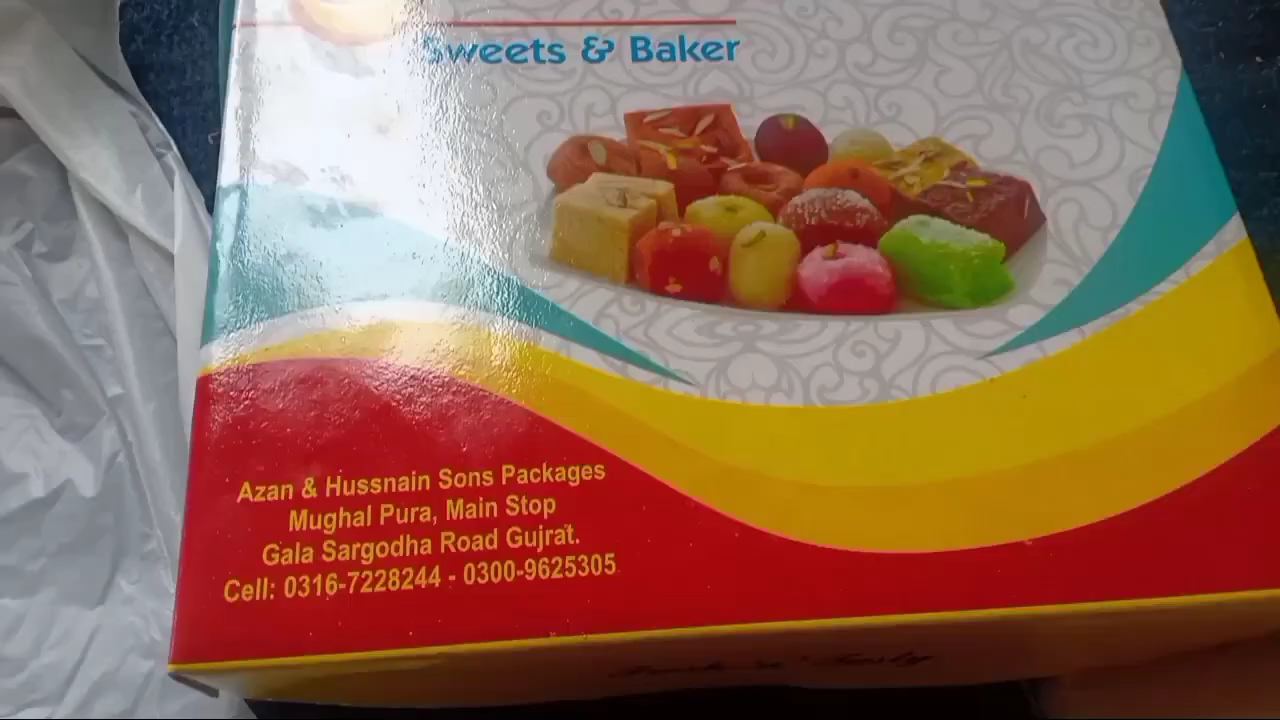 Sweets & Baker
Azan & Hussnain Sons Packages
Mughal Pura, Main Stop
Gala Sargodha Road Gujrat.
Cell: 0316-7228244 - 0300-9625305